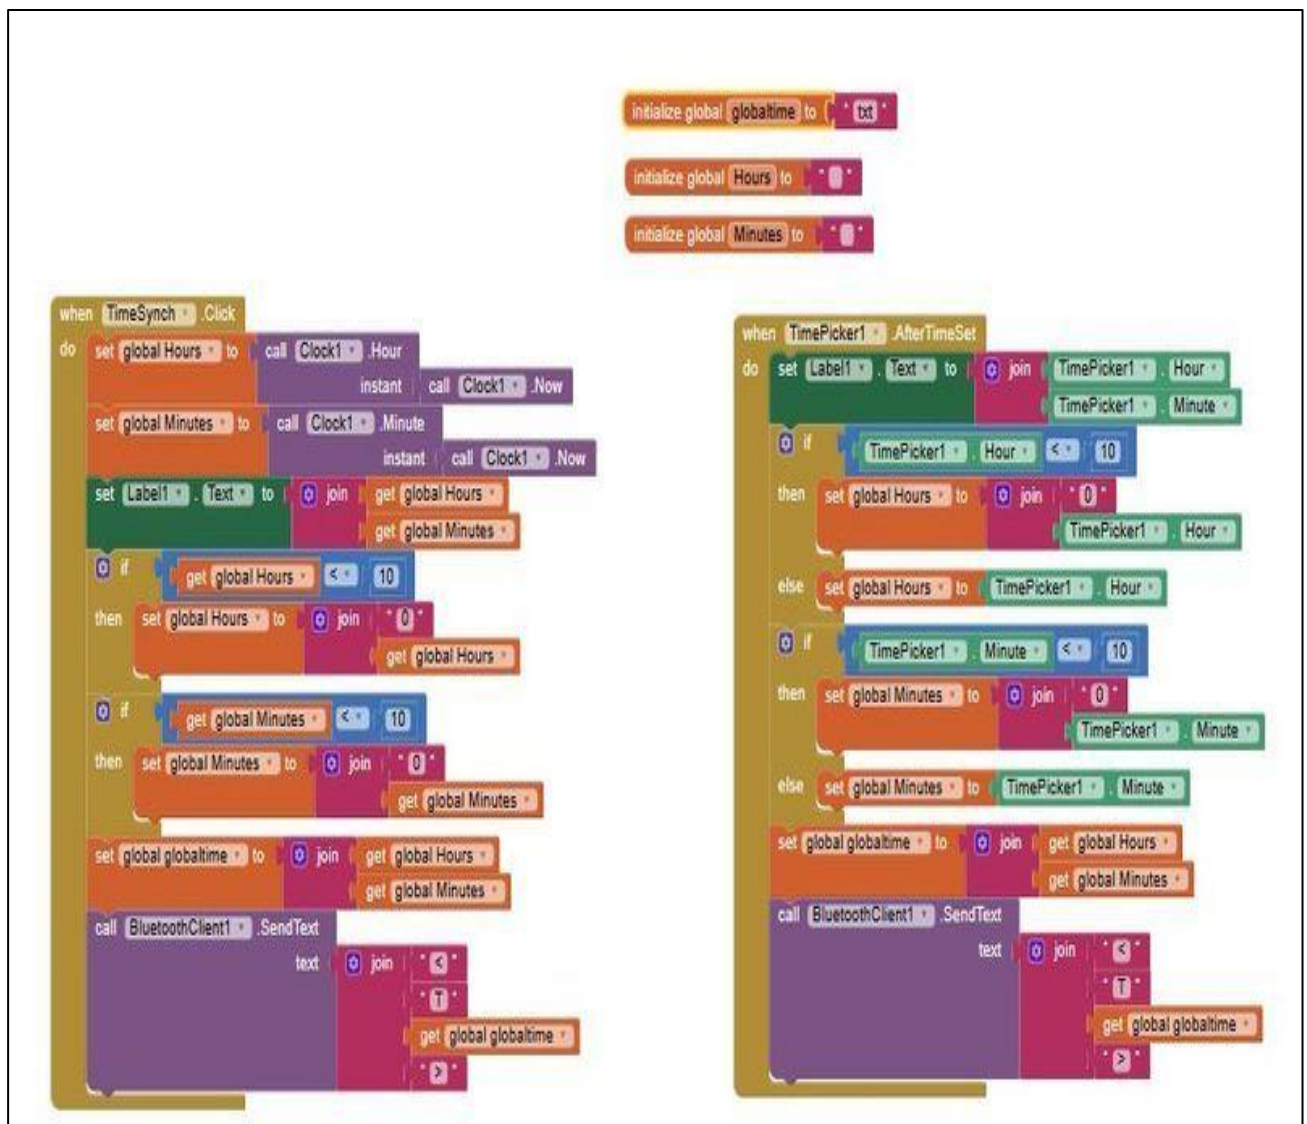 initialize global globaltime to " txt "
initialize global Hours to " "
initialize global Minutes to " "
when TimeSynch .Click
do set global Hours to call Clock1 .Hour
instant call Clock1 .Now
set global Minutes to call Clock1 .Minute
instant call Clock1 .Now
set Label1 . Text to join get global Hours
get global Minutes
if get global Hours < 10
then set global Hours to join " 0 "
get global Hours
if get global Minutes < 10
then set global Minutes to join " 0 "
get global Minutes
set global globaltime to join get global Hours
get global Minutes
call BluetoothClient1 .SendText
text join " < "
" T "
get global globaltime
" > "
when TimePicker1 .AfterTimeSet
do set Label1 . Text to join TimePicker1 . Hour
TimePicker1 . Minute
if TimePicker1 . Hour < 10
then set global Hours to join " 0 "
TimePicker1 . Hour
else set global Hours to TimePicker1 . Hour
if TimePicker1 . Minute < 10
then set global Minutes to join " 0 "
TimePicker1 . Minute
else set global Minutes to TimePicker1 . Minute
set global globaltime to join get global Hours
get global Minutes
call BluetoothClient1 .SendText
text join " < "
" T "
get global globaltime
" > "